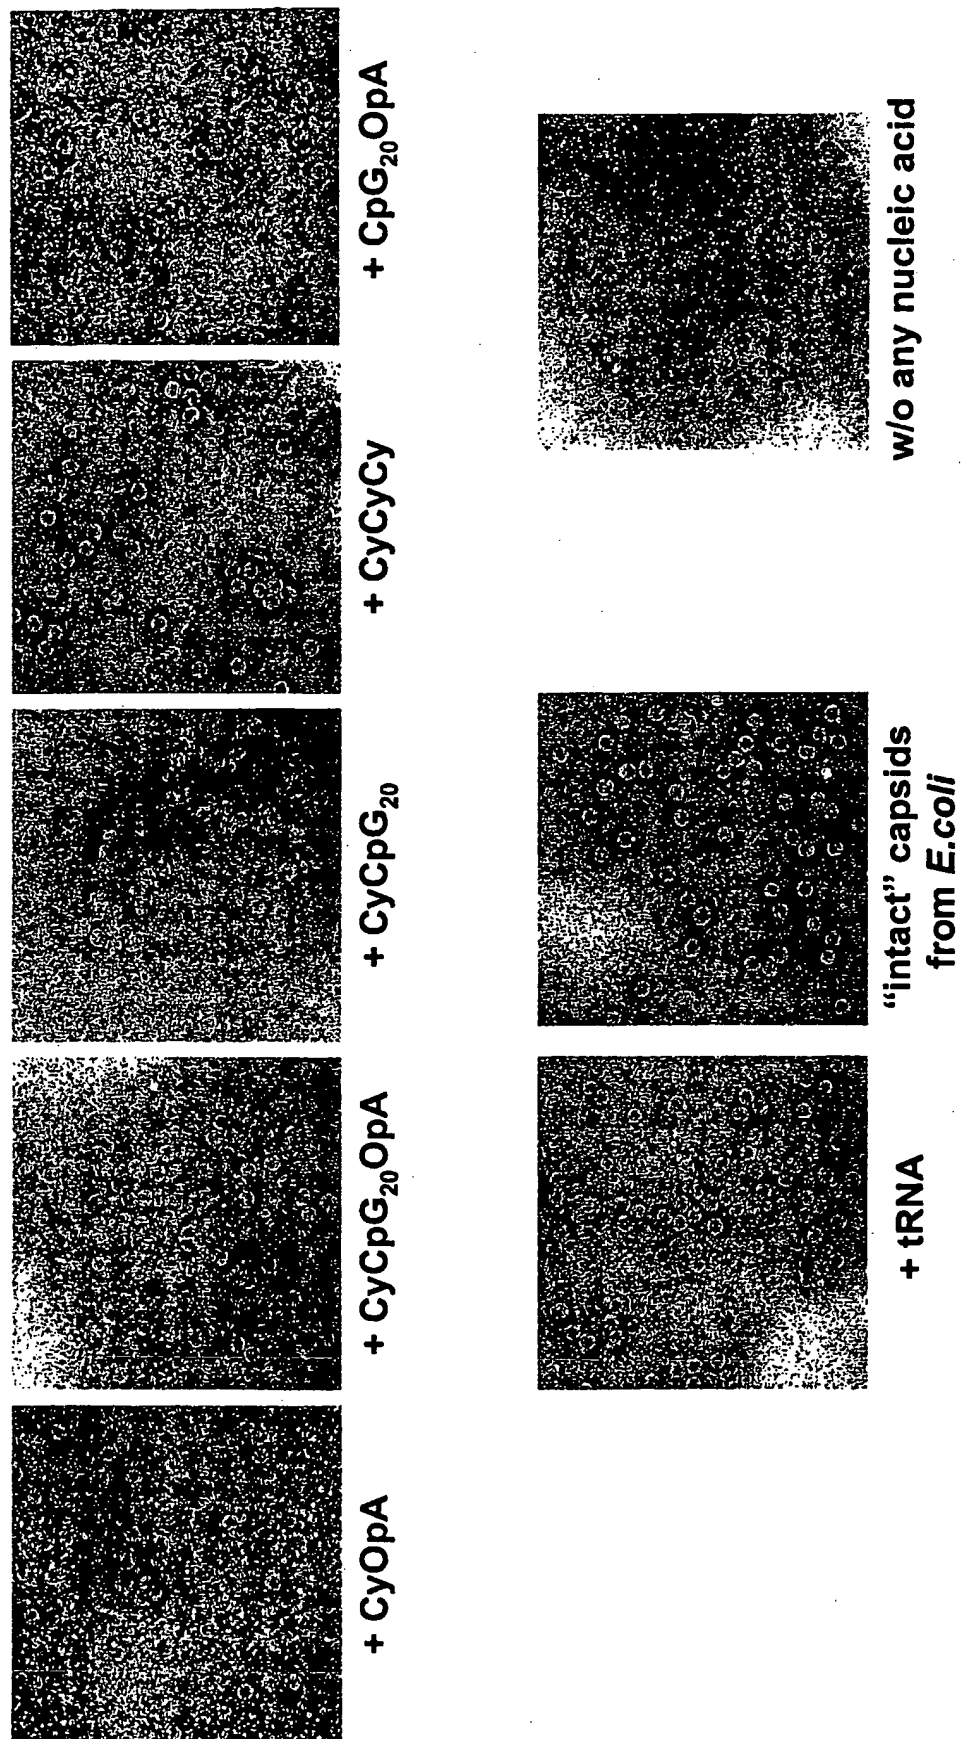 + CyOpA
+ CyCpG₂₀OpA
+ CyCpG₂₀
+ CyCyCy
+ CpG₂₀OpA
+ tRNA
“intact” capsids
from E.coli
w/o any nucleic acid